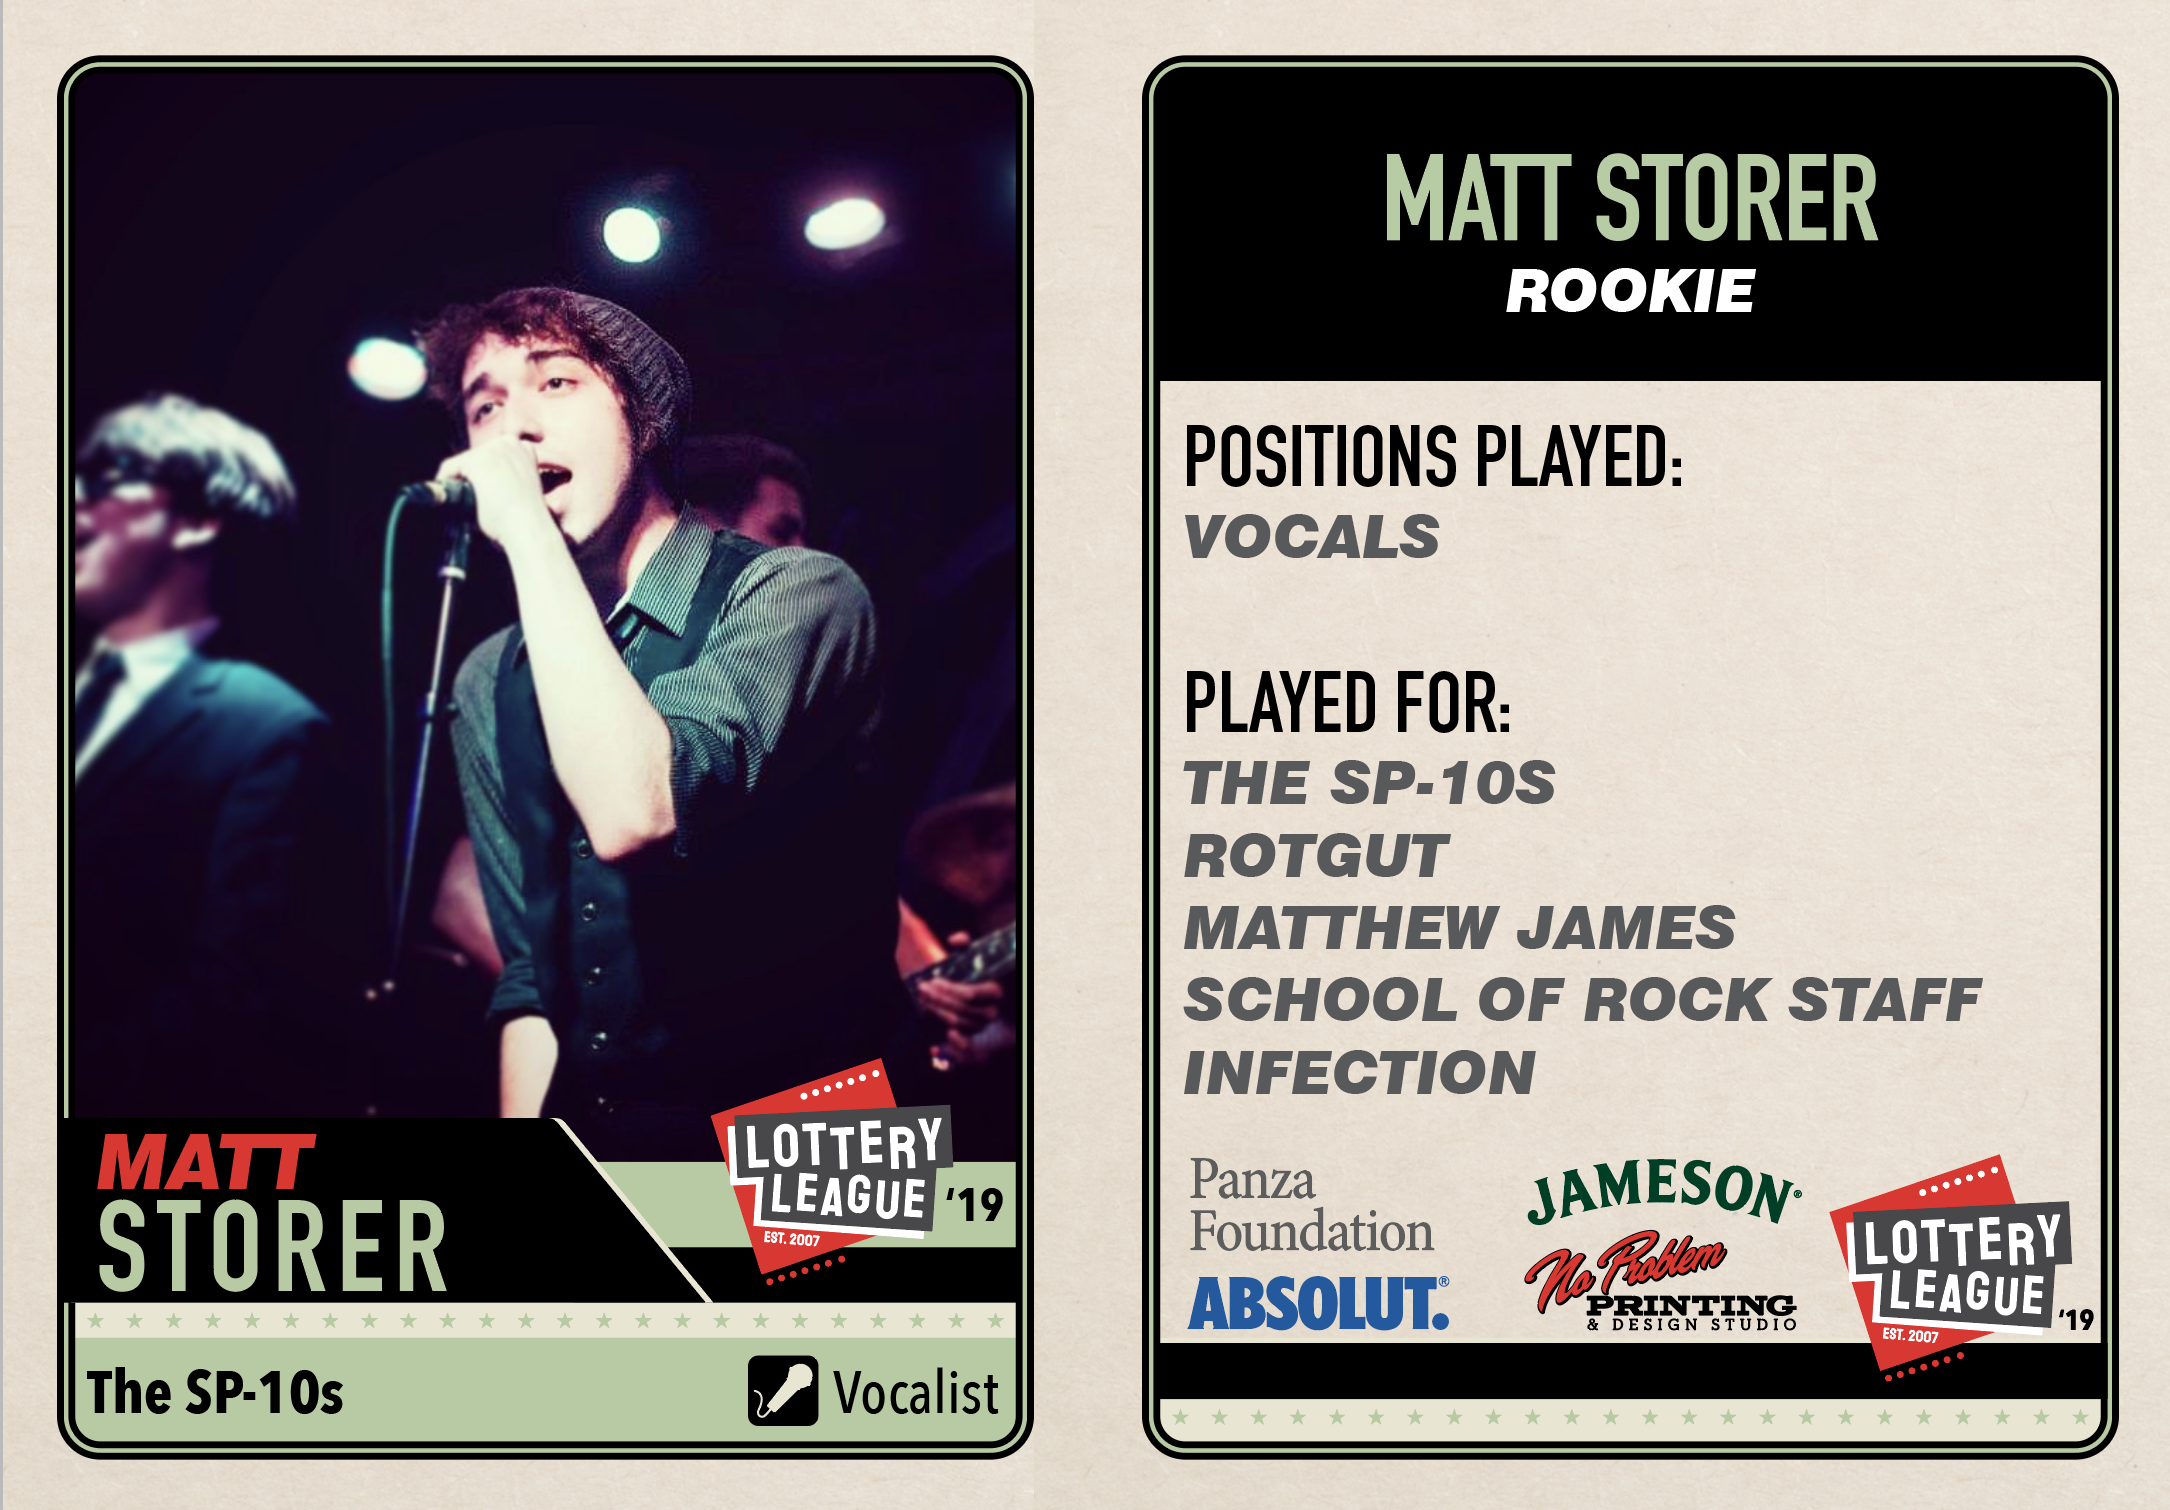 MATT
STORER
LOTTERY
LEAGUE
EST. 2007
'19
The SP-10s
Vocalist
MATT STORER
ROOKIE
POSITIONS PLAYED:
VOCALS
PLAYED FOR:
THE SP-10S
ROTGUT
MATTHEW JAMES
SCHOOL OF ROCK STAFF
INFECTION
Panza
Foundation
ABSOLUT.®
JAMESON®
No Problem
PRINTING
& DESIGN STUDIO
LOTTERY
LEAGUE
EST. 2007
'19